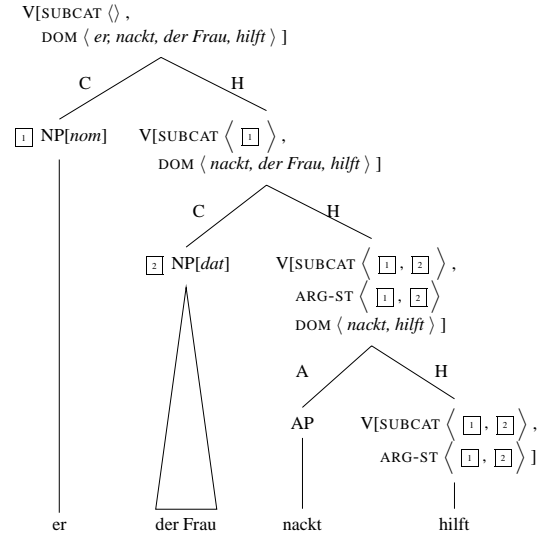 V[SUBCAT ⟨⟩ ,
DOM ⟨ er, nackt, der Frau, hilft ⟩ ]
C H
1 NP[nom] V[SUBCAT ⟨ 1 ⟩ ,
DOM ⟨ nackt, der Frau, hilft ⟩ ]
C H
2 NP[dat] V[SUBCAT ⟨ 1 , 2 ⟩ ,
ARG-ST ⟨ 1 , 2 ⟩
DOM ⟨ nackt, hilft ⟩ ]
A H
AP V[SUBCAT ⟨ 1 , 2 ⟩ ,
ARG-ST ⟨ 1 , 2 ⟩ ]
er der Frau nackt hilft